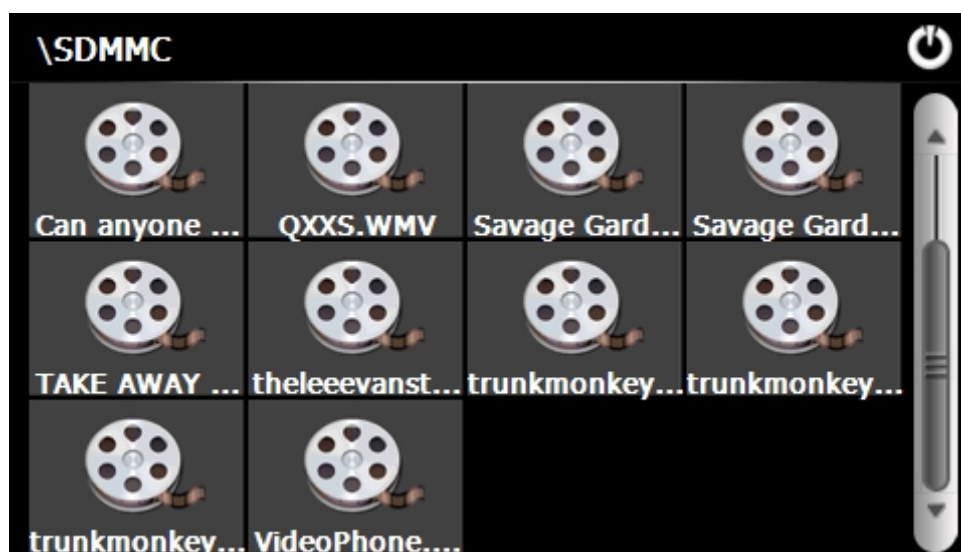 \SDMMC
Can anyone ...
QXXS.WMV
Savage Gard...
Savage Gard...
TAKE AWAY ...
theleeevanst...
trunkmonkey...
trunkmonkey...
trunkmonkey...
VideoPhone....